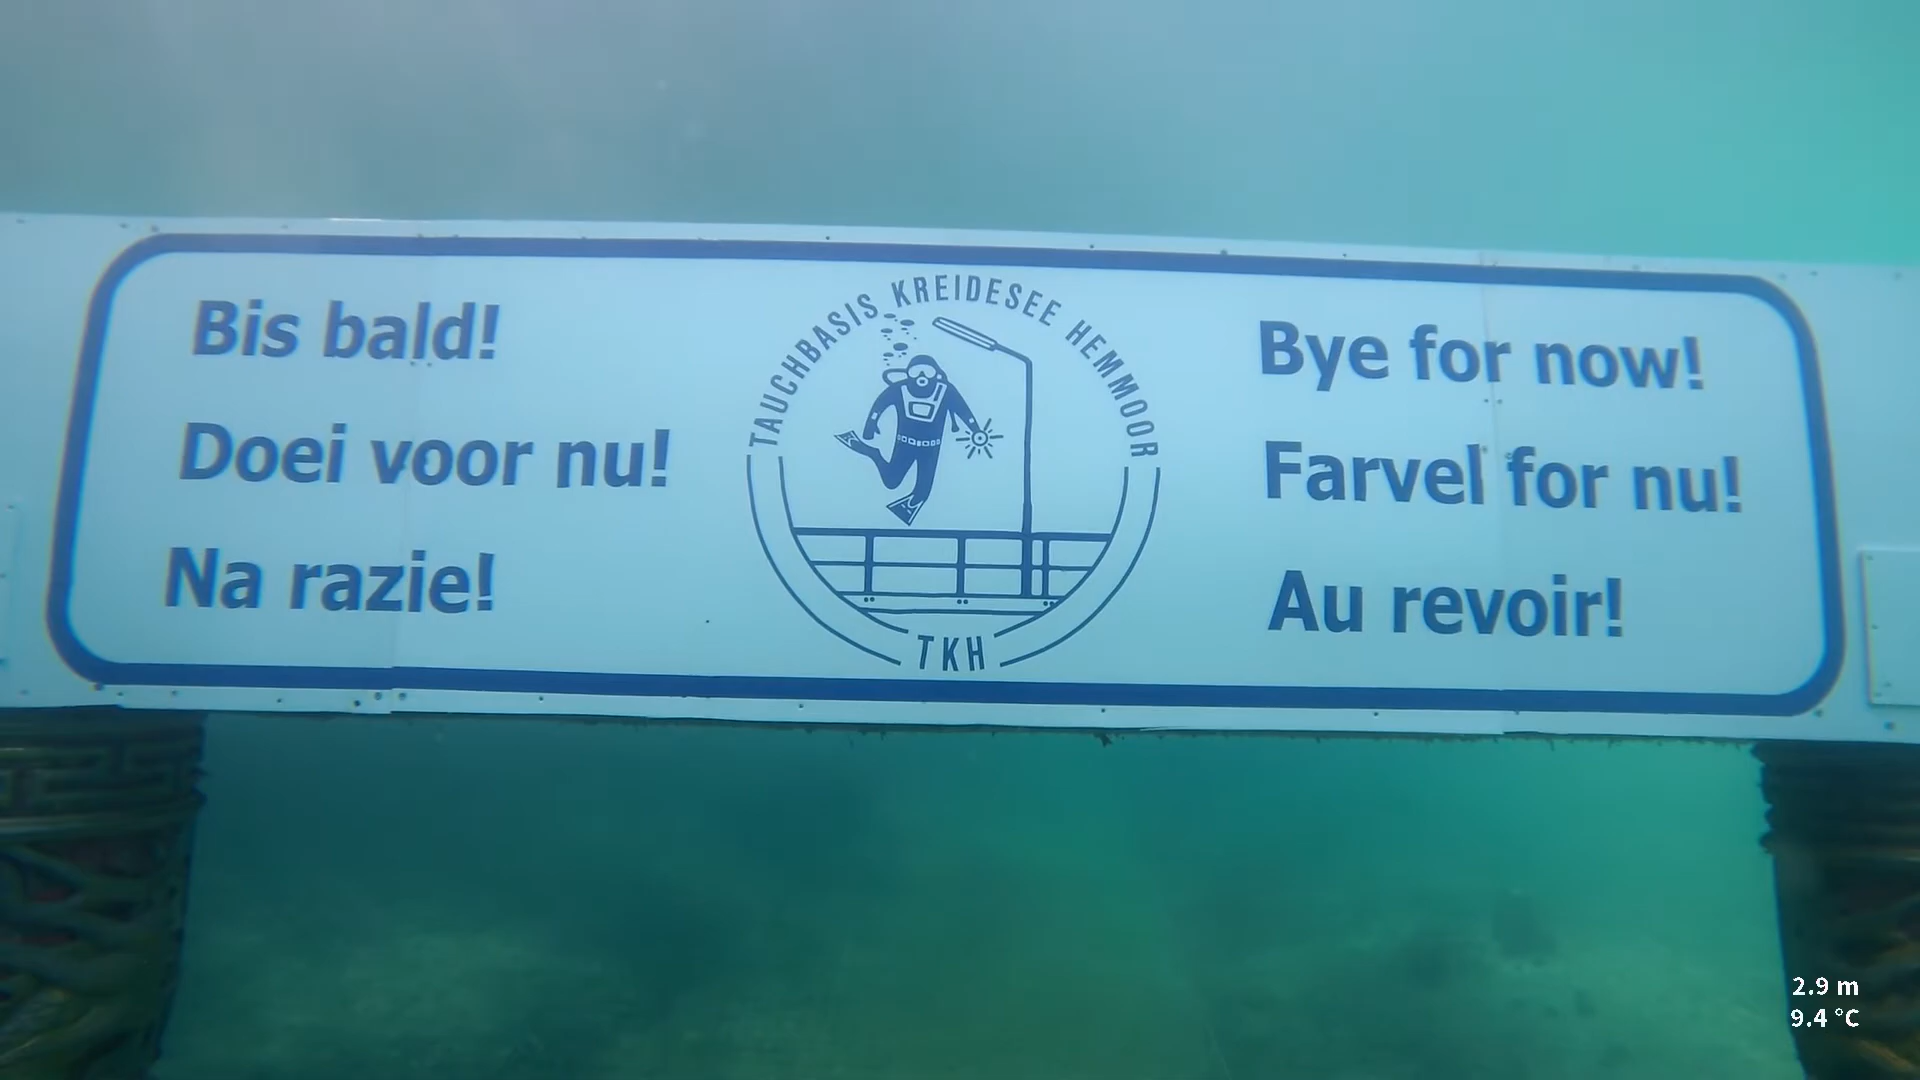 Bis bald!
Doei voor nu!
Na razie!
TAUCHBASIS KREIDESEE HEMMOOR
TKH
Bye for now!
Farvel for nu!
Au revoir!
2.9 m
9.4 °C